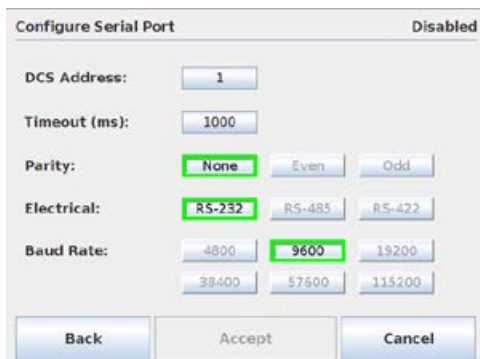 Configure Serial Port Disabled
DCS Address: 1
Timeout (ms): 1000
Parity: None Even Odd
Electrical: RS-232 RS-485 RS-422
Baud Rate: 4800 9600 19200
38400 57600 115200
Back Accept Cancel